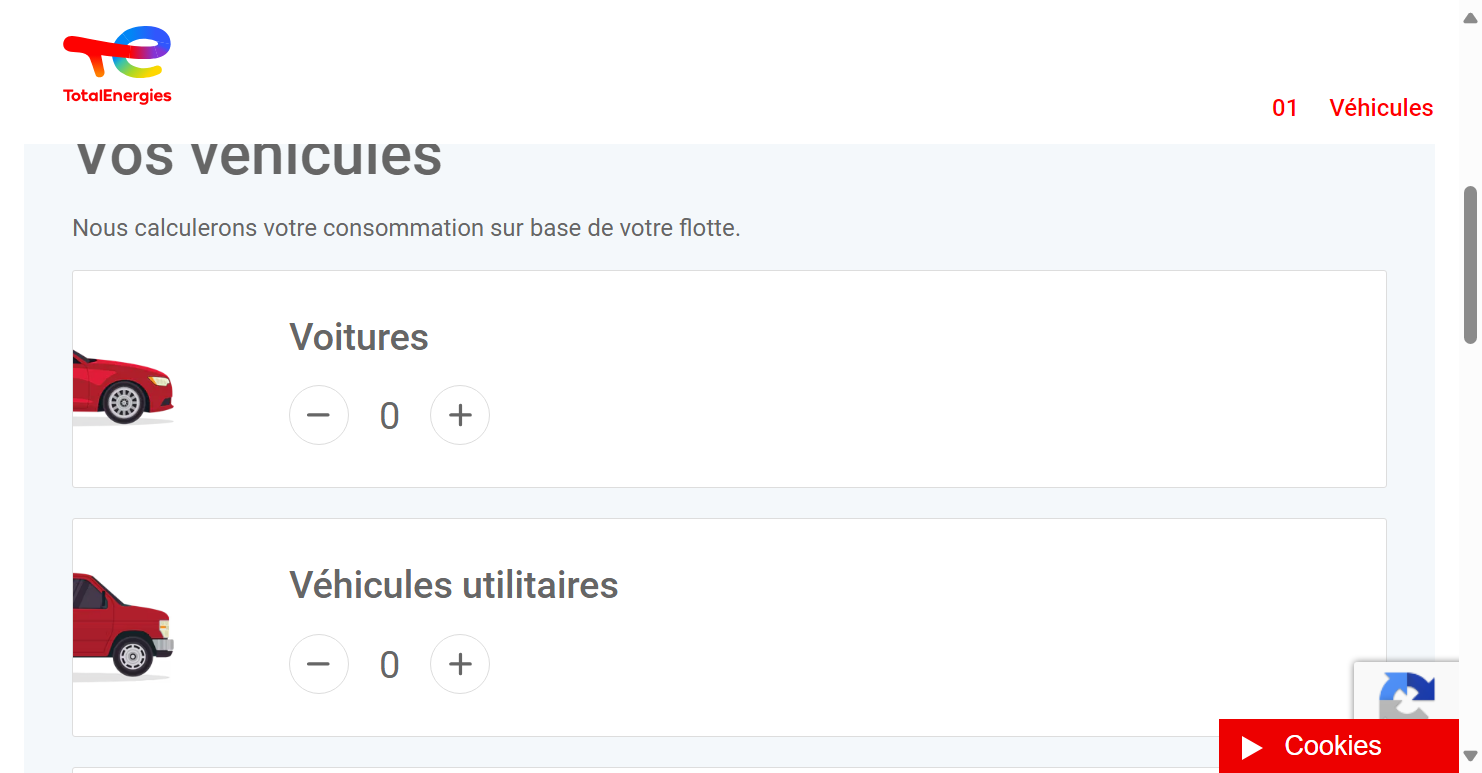 TotalEnergies
01 Véhicules
Vos véhicules
Nous calculerons votre consommation sur base de votre flotte.
Voitures
0
Véhicules utilitaires
0
Cookies